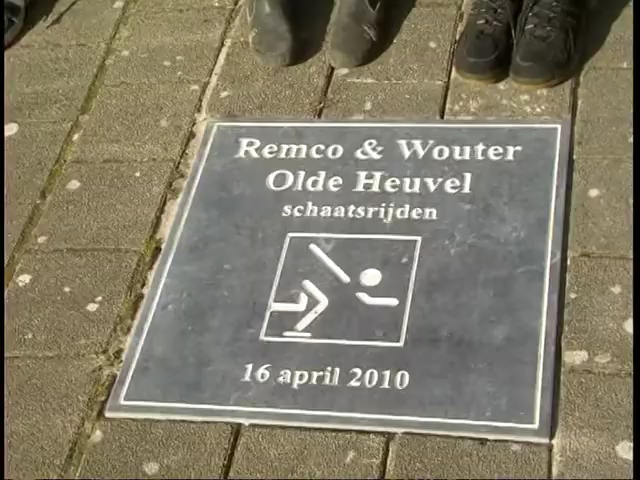 Remco & Wouter
Olde Heuvel
schaatsrijden
16 april 2010